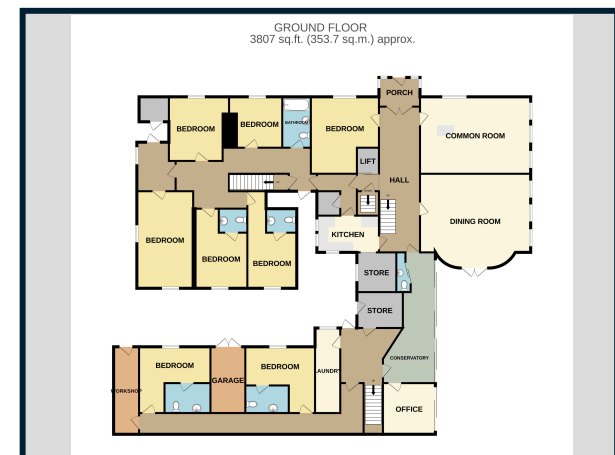 GROUND FLOOR
3807 sq.ft. (353.7 sq.m.) approx.
PORCH
BEDROOM
BEDROOM
BATHROOM
BEDROOM
COMMON ROOM
LIFT
HALL
DINING ROOM
KITCHEN
BEDROOM
BEDROOM
BEDROOM
STORE
STORE
CONSERVATORY
BEDROOM
BEDROOM
LAUNDRY
GARAGE
WORKSHOP
OFFICE